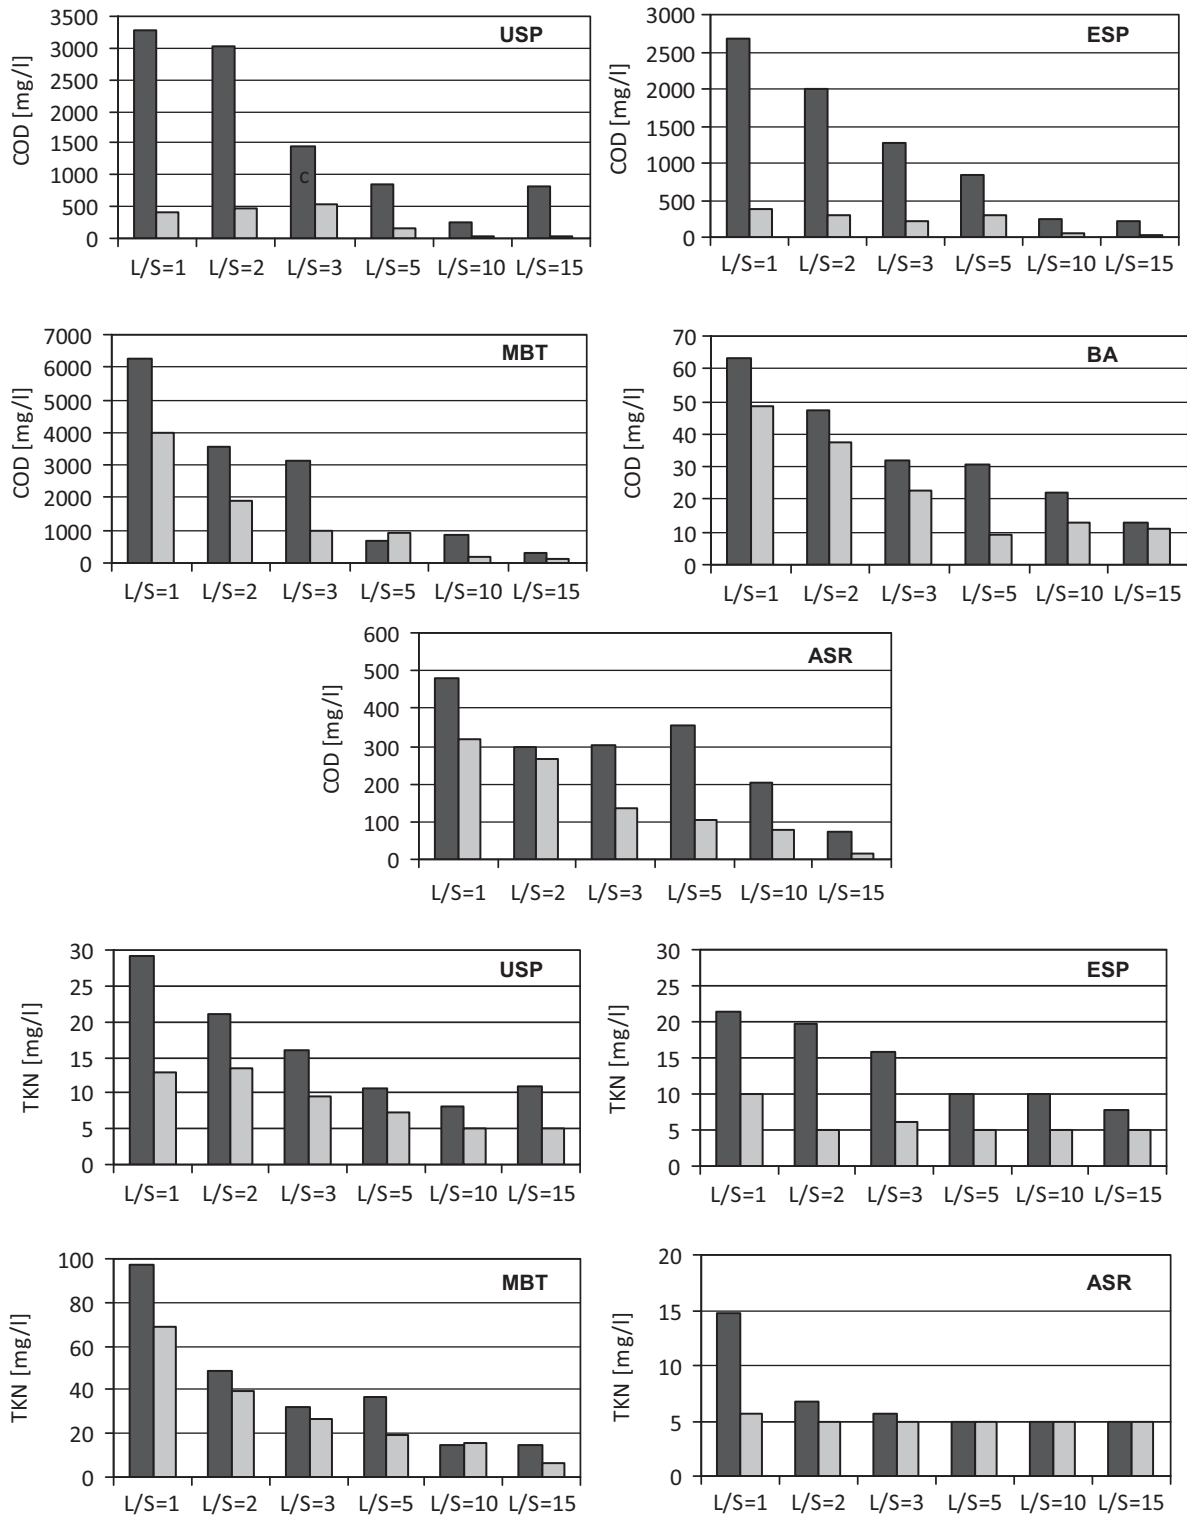 USP
COD [mg/l]
3500
3000
2500
2000
1500
1000
500
0
c
L/S=1 L/S=2 L/S=3 L/S=5 L/S=10 L/S=15
ESP
COD [mg/l]
3000
2500
2000
1500
1000
500
0
L/S=1 L/S=2 L/S=3 L/S=5 L/S=10 L/S=15
MBT
COD [mg/l]
7000
6000
5000
4000
3000
2000
1000
0
L/S=1 L/S=2 L/S=3 L/S=5 L/S=10 L/S=15
BA
COD [mg/l]
70
60
50
40
30
20
10
0
L/S=1 L/S=2 L/S=3 L/S=5 L/S=10 L/S=15
ASR
COD [mg/l]
600
500
400
300
200
100
0
L/S=1 L/S=2 L/S=3 L/S=5 L/S=10 L/S=15
USP
TKN [mg/l]
30
25
20
15
10
5
0
L/S=1 L/S=2 L/S=3 L/S=5 L/S=10 L/S=15
ESP
TKN [mg/l]
30
25
20
15
10
5
0
L/S=1 L/S=2 L/S=3 L/S=5 L/S=10 L/S=15
MBT
TKN [mg/l]
100
80
60
40
20
0
L/S=1 L/S=2 L/S=3 L/S=5 L/S=10 L/S=15
ASR
TKN [mg/l]
20
15
10
5
0
L/S=1 L/S=2 L/S=3 L/S=5 L/S=10 L/S=15